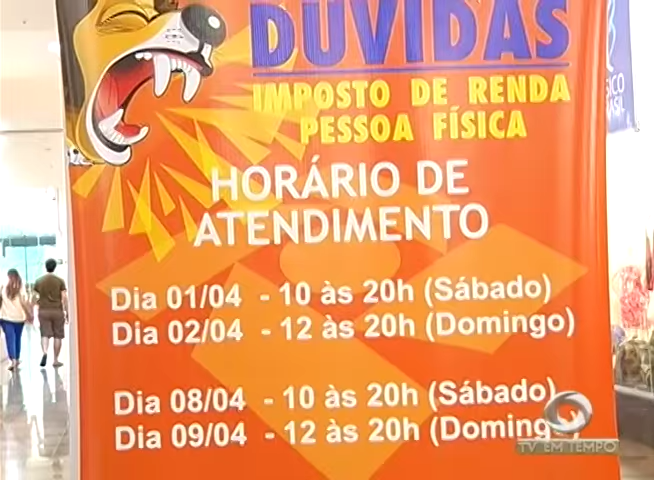 DÚVIDAS
IMPOSTO DE RENDA
PESSOA FÍSICA
HORÁRIO DE
ATENDIMENTO
Dia 01/04 - 10 às 20h (Sábado)
Dia 02/04 - 12 às 20h (Domingo)
Dia 08/04 - 10 às 20h (Sábado)
Dia 09/04 - 12 às 20h (Doming
TV EM TEMPO